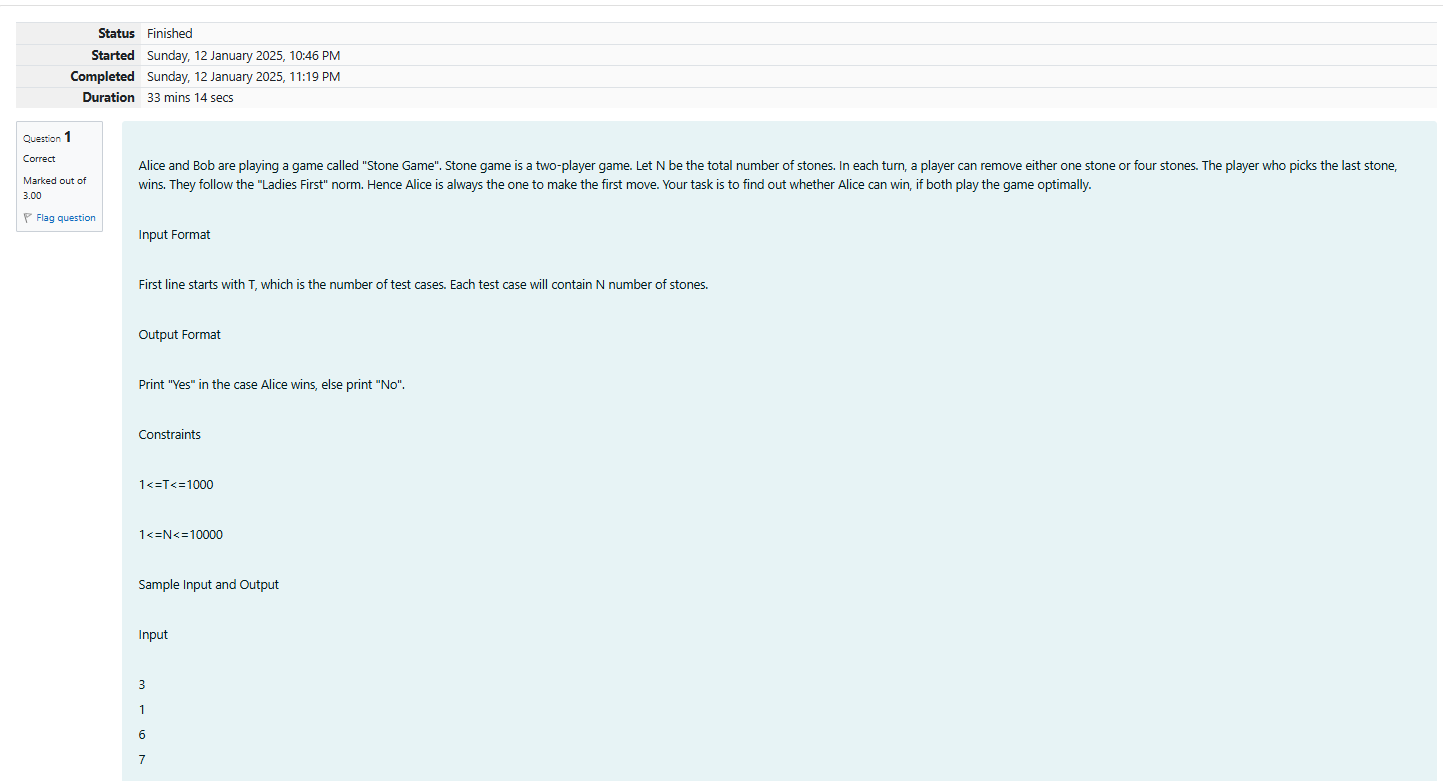 Status Finished
Started Sunday, 12 January 2025, 10:46 PM
Completed Sunday, 12 January 2025, 11:19 PM
Duration 33 mins 14 secs
Question 1
Correct
Marked out of
3.00
Flag question
Alice and Bob are playing a game called "Stone Game". Stone game is a two-player game. Let N be the total number of stones. In each turn, a player can remove either one stone or four stones. The player who picks the last stone,
wins. They follow the "Ladies First" norm. Hence Alice is always the one to make the first move. Your task is to find out whether Alice can win, if both play the game optimally.
Input Format
First line starts with T, which is the number of test cases. Each test case will contain N number of stones.
Output Format
Print "Yes" in the case Alice wins, else print "No".
Constraints
1<=T<=1000
1<=N<=10000
Sample Input and Output
Input
3
1
6
7